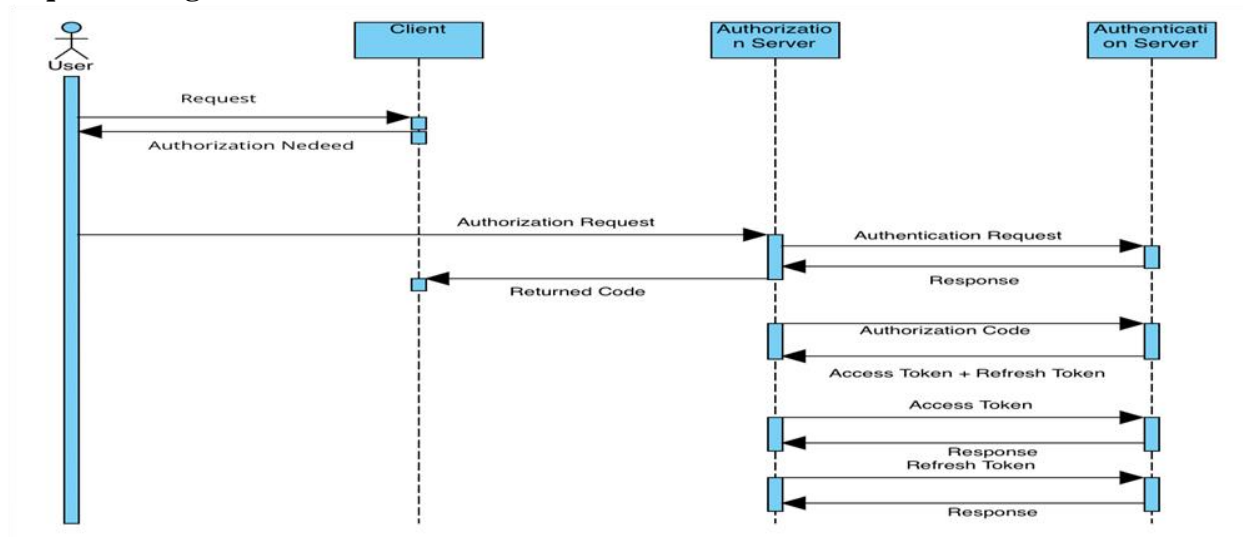 Client
Authorizatio
n Server
Authenticati
on Server
User
Request
Authorization Nedeed
Authorization Request
Authentication Request
Response
Returned Code
Authorization Code
Access Token + Refresh Token
Access Token
Response
Refresh Token
Response